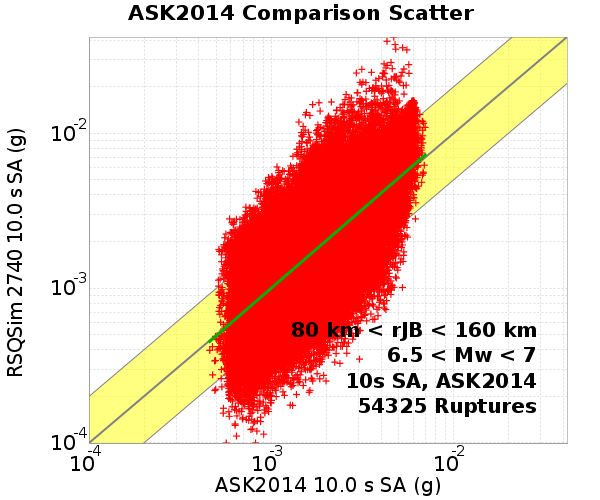 ASK2014 Comparison Scatter
RSQSim 2740 10.0 s SA (g)
10-2
10-3
10-4
80 km < rJB < 160 km
6.5 < Mw < 7
10s SA, ASK2014
54325 Ruptures
10-4 10-3 10-2
ASK2014 10.0 s SA (g)